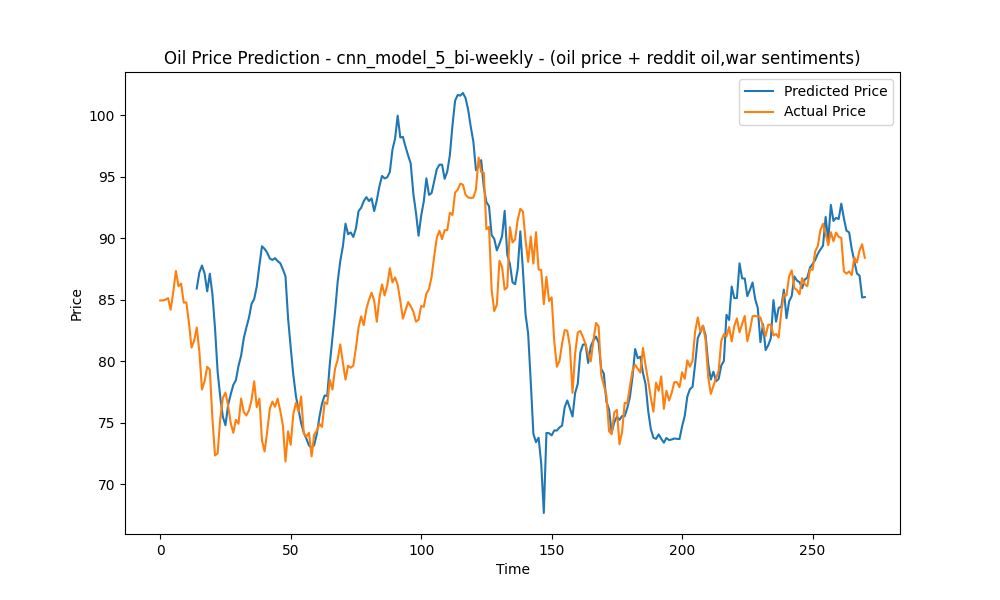 Oil Price Prediction - cnn_model_5_bi-weekly - (oil price + reddit oil,war sentiments)
Predicted Price
Actual Price
Price
100
95
90
85
80
75
70
0 50 100 150 200 250
Time